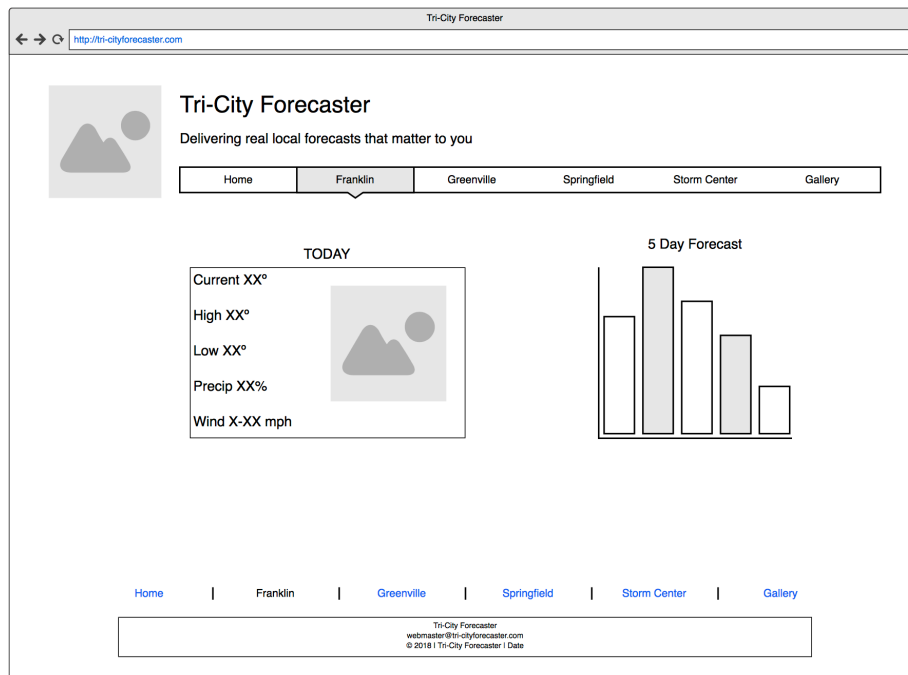 Tri-City Forecaster
http://tri-cityforecaster.com
Tri-City Forecaster
Delivering real local forecasts that matter to you
Home Franklin Greenville Springfield Storm Center Gallery
TODAY
Current XXº
High XXº
Low XXº
Precip XX%
Wind X-XX mph
5 Day Forecast
Home | Franklin | Greenville | Springfield | Storm Center | Gallery
Tri-City Forecaster
webmaster@tri-cityforecaster.com
© 2018 l Tri-City Forecaster l Date